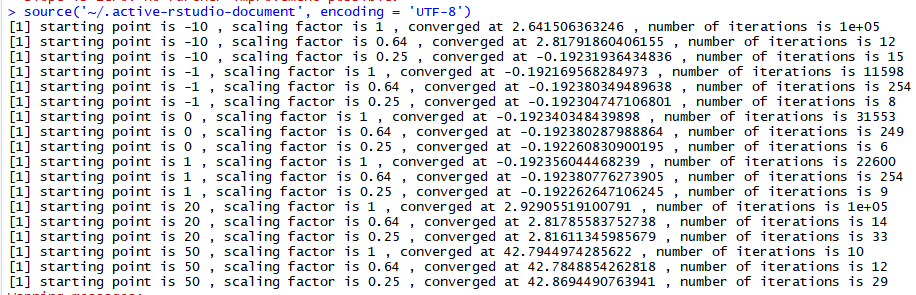 > source('~/.active-rstudio-document', encoding = 'UTF-8')
[1] starting point is -10 , scaling factor is 1 , converged at 2.641506363246 , number of iterations is 1e+05
[1] starting point is -10 , scaling factor is 0.64 , converged at 2.81791860406155 , number of iterations is 12
[1] starting point is -10 , scaling factor is 0.25 , converged at -0.19231936434836 , number of iterations is 15
[1] starting point is -1 , scaling factor is 1 , converged at -0.192169568284973 , number of iterations is 11598
[1] starting point is -1 , scaling factor is 0.64 , converged at -0.192380349489638 , number of iterations is 254
[1] starting point is -1 , scaling factor is 0.25 , converged at -0.192304747106801 , number of iterations is 8
[1] starting point is 0 , scaling factor is 1 , converged at -0.192340348439898 , number of iterations is 31553
[1] starting point is 0 , scaling factor is 0.64 , converged at -0.192380287988864 , number of iterations is 249
[1] starting point is 0 , scaling factor is 0.25 , converged at -0.192260830900195 , number of iterations is 6
[1] starting point is 1 , scaling factor is 1 , converged at -0.192356044468239 , number of iterations is 22600
[1] starting point is 1 , scaling factor is 0.64 , converged at -0.192380776273905 , number of iterations is 254
[1] starting point is 1 , scaling factor is 0.25 , converged at -0.192262647106245 , number of iterations is 9
[1] starting point is 20 , scaling factor is 1 , converged at 2.92905519100791 , number of iterations is 1e+05
[1] starting point is 20 , scaling factor is 0.64 , converged at 2.81785583752738 , number of iterations is 14
[1] starting point is 20 , scaling factor is 0.25 , converged at 2.81611345985679 , number of iterations is 33
[1] starting point is 50 , scaling factor is 1 , converged at 42.7944974285622 , number of iterations is 10
[1] starting point is 50 , scaling factor is 0.64 , converged at 42.7848854262818 , number of iterations is 12
[1] starting point is 50 , scaling factor is 0.25 , converged at 42.8694490763941 , number of iterations is 29